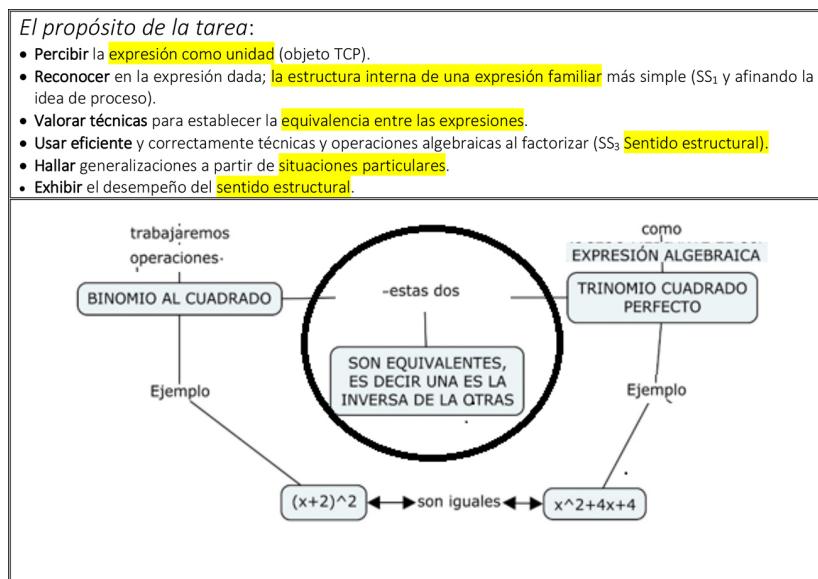 El propósito de la tarea:
• Percibir la expresión como unidad (objeto TCP).
• Reconocer en la expresión dada; la estructura interna de una expresión familiar más simple (SS₁ y afinando la
idea de proceso).
• Valorar técnicas para establecer la equivalencia entre las expresiones.
• Usar eficiente y correctamente técnicas y operaciones algebraicas al factorizar (SS₃ Sentido estructural).
• Hallar generalizaciones a partir de situaciones particulares.
• Exhibir el desempeño del sentido estructural.
trabajaremos
operaciones
como
EXPRESIÓN ALGEBRAICA
BINOMIO AL CUADRADO
-estas dos
TRINOMIO CUADRADO
PERFECTO
SON EQUIVALENTES,
ES DECIR UNA ES LA
INVERSA DE LA OTRAS
Ejemplo
Ejemplo
(x+2)^2
son iguales
x^2+4x+4